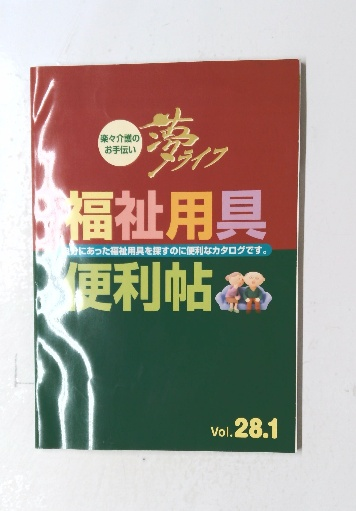 楽々介護の
お手伝い
夢ライフ
福祉用具
自分にあった福祉用具を探すのに便利なカタログです。
便利帖
Vol. 28.1